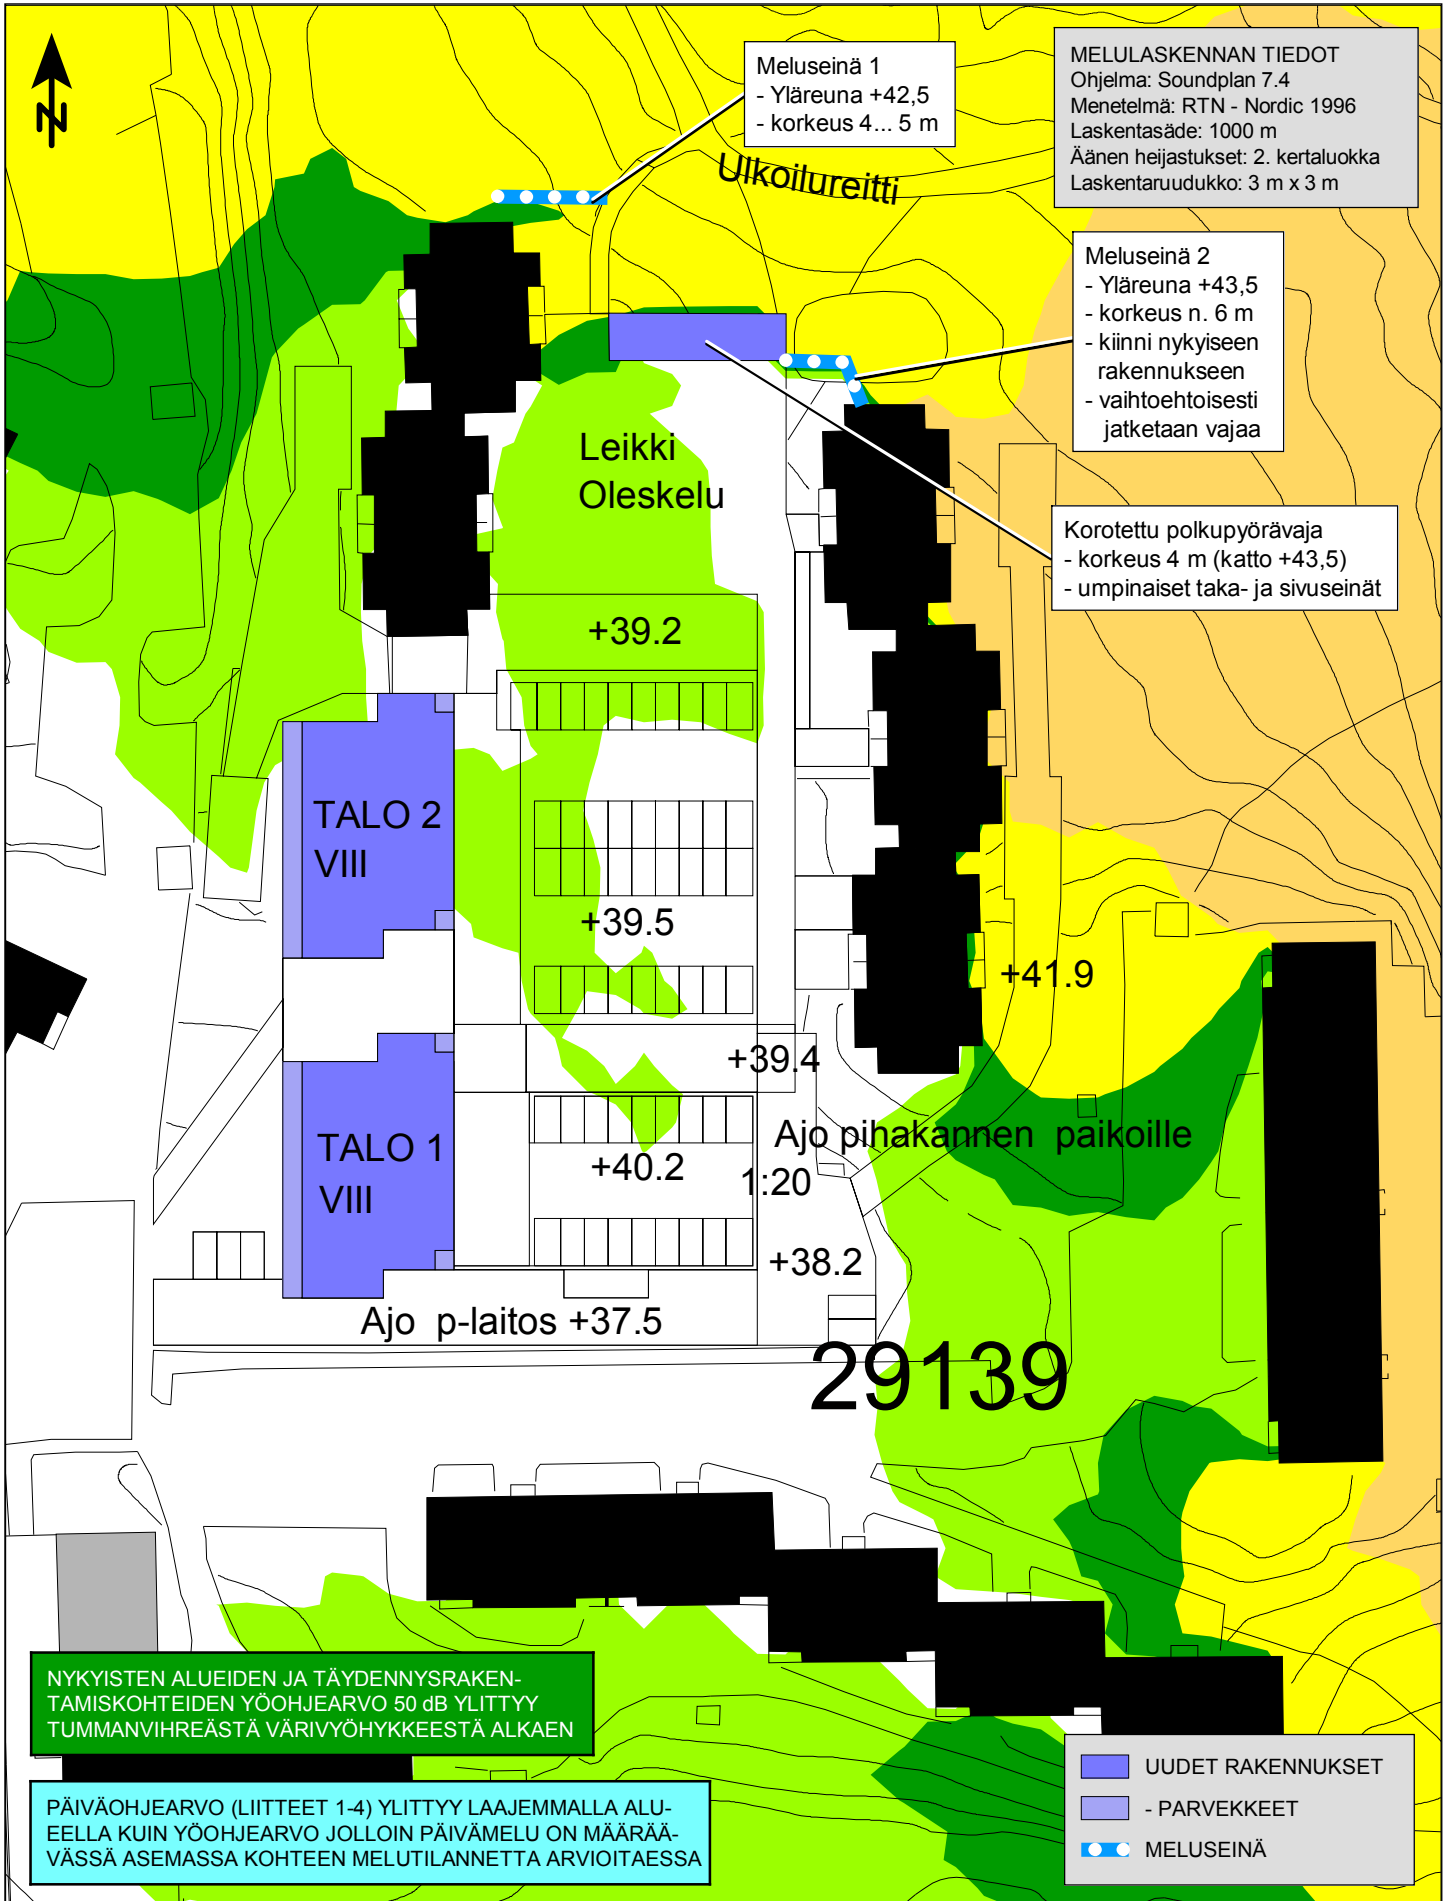 N
Meluseinä 1
- Yläreuna +42,5
- korkeus 4... 5 m
MELULASKENNAN TIEDOT
Ohjelma: Soundplan 7.4
Menetelmä: RTN - Nordic 1996
Laskentasäde: 1000 m
Äänen heijastukset: 2. kertaluokka
Laskentaruudukko: 3 m x 3 m
Ulkoilureitti
Meluseinä 2
- Yläreuna +43,5
- korkeus n. 6 m
- kiinni nykyiseen
rakennukseen
- vaihtoehtoisesti
jatketaan vajaa
Leikki
Oleskelu
Korotettu polkupyörävaja
- korkeus 4 m (katto +43,5)
- umpinaiset taka- ja sivuseinät
+39.2
TALO 2
VIII
+39.5
+41.9
+39.4
TALO 1
VIII
Ajo pihakannen paikoille
+40.2
1:20
+38.2
Ajo p-laitos +37.5
29139
NYKYISTEN ALUEIDEN JA TÄYDENNYSRAKEN-
TAMISKOHTEIDEN YÖOHJEARVO 50 dB YLITTYY
TUMMANVIHREÄSTÄ VÄRIVYÖHYKKEESTÄ ALKAEN
PÄIVÄOHJEARVO (LIITTEET 1-4) YLITTYY LAAJEMMALLA ALU-
EELLA KUIN YÖOHJEARVO JOLLOIN PÄIVÄMELU ON MÄÄRÄÄ-
VÄSSÄ ASEMASSA KOHTEEN MELUTILANNETTA ARVIOITAESSA
UUDET RAKENNUKSET
- PARVEKKEET
MELUSEINÄ